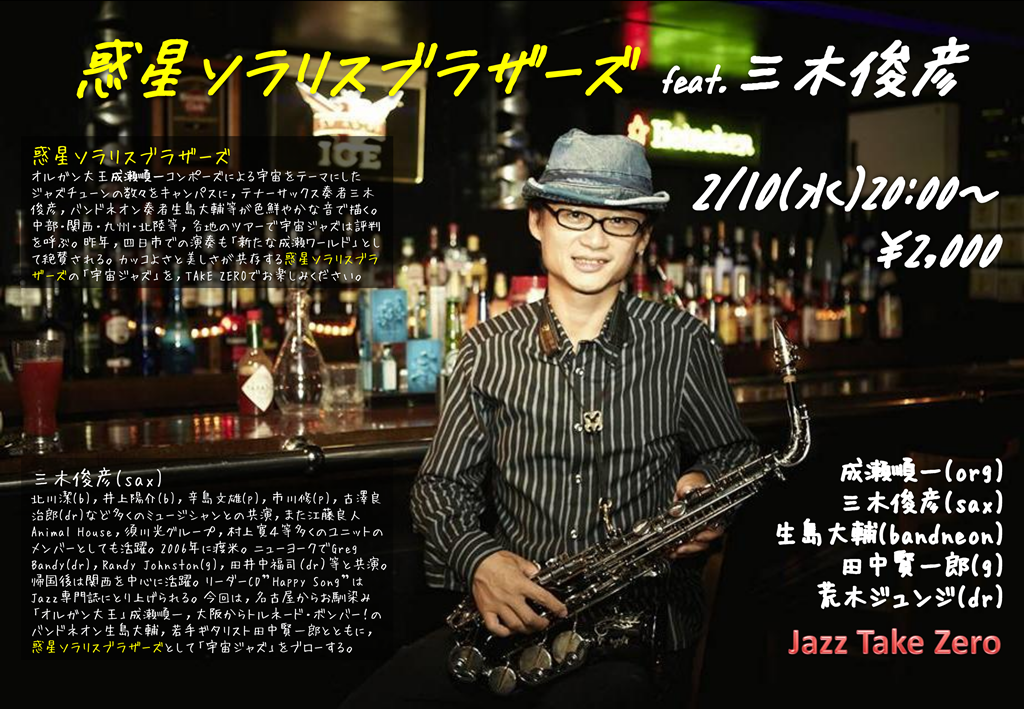 惑星ソラリスブラザーズ feat.三木俊彦
Heineken
ICE
惑星ソラリスブラザーズ
オルガン大王成瀬順一コンポーズによる宇宙をテーマにした
ジャズチューンの数々をキャンパスに,テナーサックス奏者三木
俊彦,バンドネオン奏者生島大輔等が色鮮やかな音で描く。
中部・関西・九州・北陸等,各地のツアーで宇宙ジャズは評判
を呼ぶ。昨年,四日市での演奏も「新たな成瀬ワールド」とし
て絶賛される。カッコよさと美しさが共存する惑星ソラリスブラ
ザーズの「宇宙ジャズ」を,TAKE ZEROでお楽しみください。
2/10(水)20:00~
¥2,000
三木俊彦(sax)
北川潔(b),井上陽介(b),辛島文雄(p),市川修(p),古澤良
治郎(dr)など多くのミュージシャンとの共演,また江藤良人
Animal House,須川光グループ,村上寛4等多くのユニットの
メンバーとしても活躍。2006年に渡米。ニューヨークでGreg
Bandy(dr),Randy Johnston(g),田井中福司(dr)等と共演。
帰国後は関西を中心に活躍。リーダーCD"Happy Song"は
Jazz専門誌にとり上げられる。今回は,名古屋からお馴染み
「オルガン大王」成瀬順一,大阪からトルネード・ボンバー!の
バンドネオン生島大輔,若手ギタリスト田中賢一郎とともに,
惑星ソラリスブラザーズとして「宇宙ジャズ」をブローする。
成瀬順一(org)
三木俊彦(sax)
生島大輔(bandneon)
田中賢一郎(g)
荒木ジュンジ(dr)
Jazz Take Zero